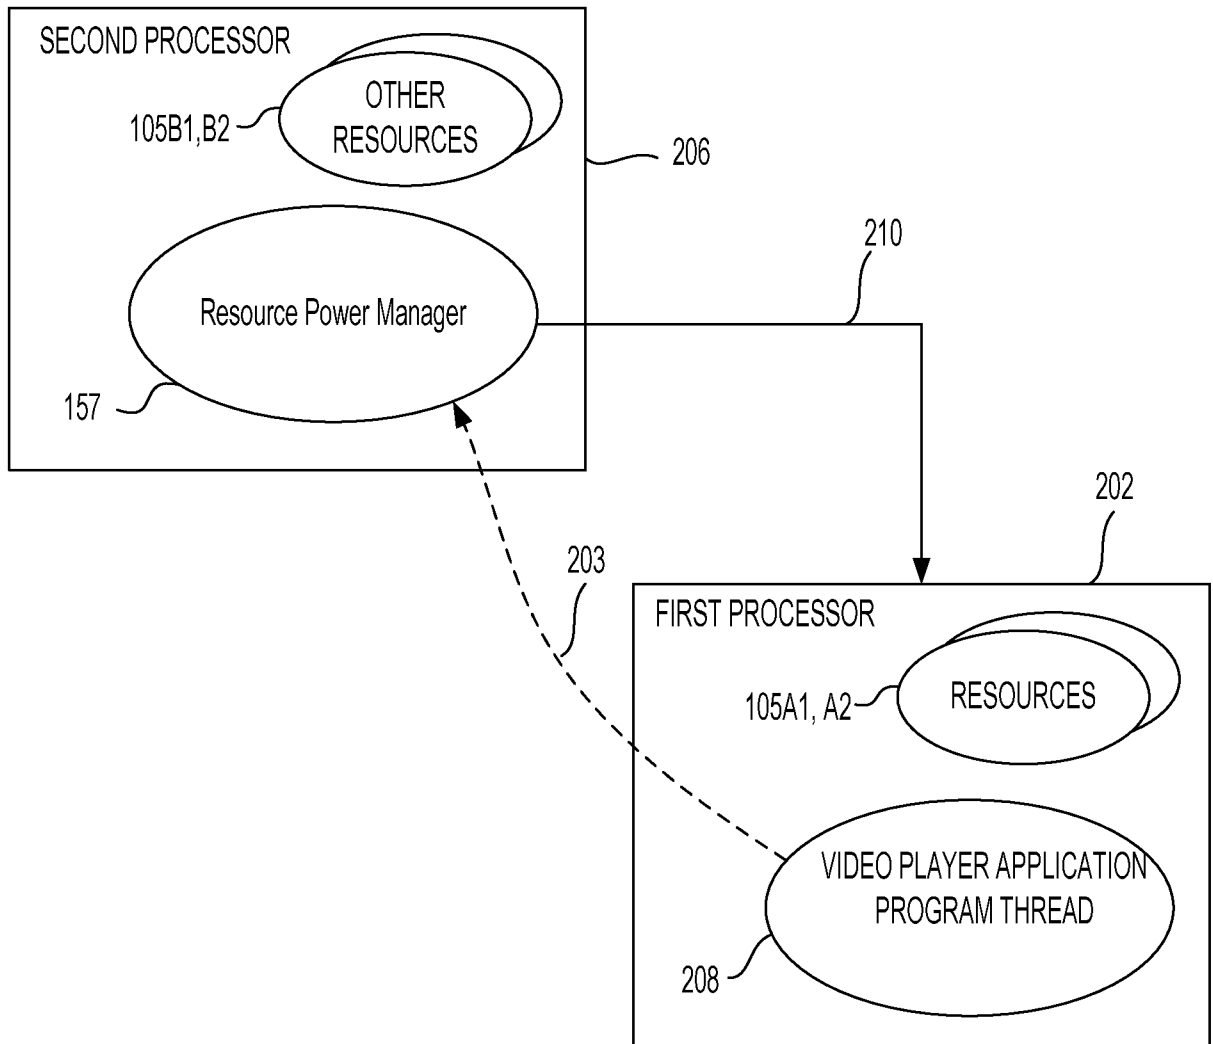 SECOND PROCESSOR
OTHER
RESOURCES
105B1,B2
206
210
Resource Power Manager
157
202
203
FIRST PROCESSOR
RESOURCES
105A1, A2
VIDEO PLAYER APPLICATION
PROGRAM THREAD
208